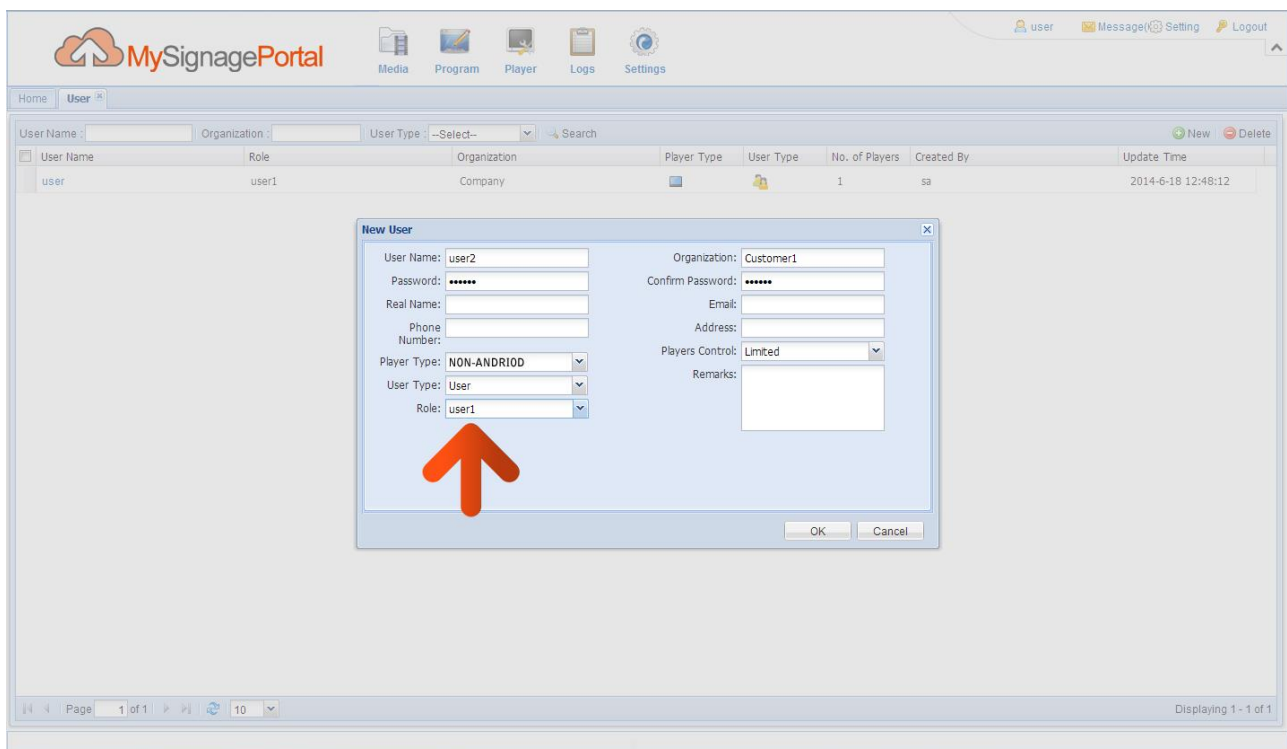 user Message(0) Setting Logout
MySignagePortal
Media Program Player Logs Settings
Home User
User Name : Organization : User Type : --Select-- Search New Delete
User Name Role Organization Player Type User Type No. of Players Created By Update Time
user user1 Company 1 sa 2014-6-18 12:48:12
New User
User Name: user2 Organization: Customer1
Password: •••••• Confirm Password: ••••••
Real Name: Email:
Phone Number: Address:
Players Control: Limited
Player Type: NON-ANDRIOD
Remarks:
User Type: User
Role: user1
OK Cancel
Page 1 of 1 10 Displaying 1 - 1 of 1